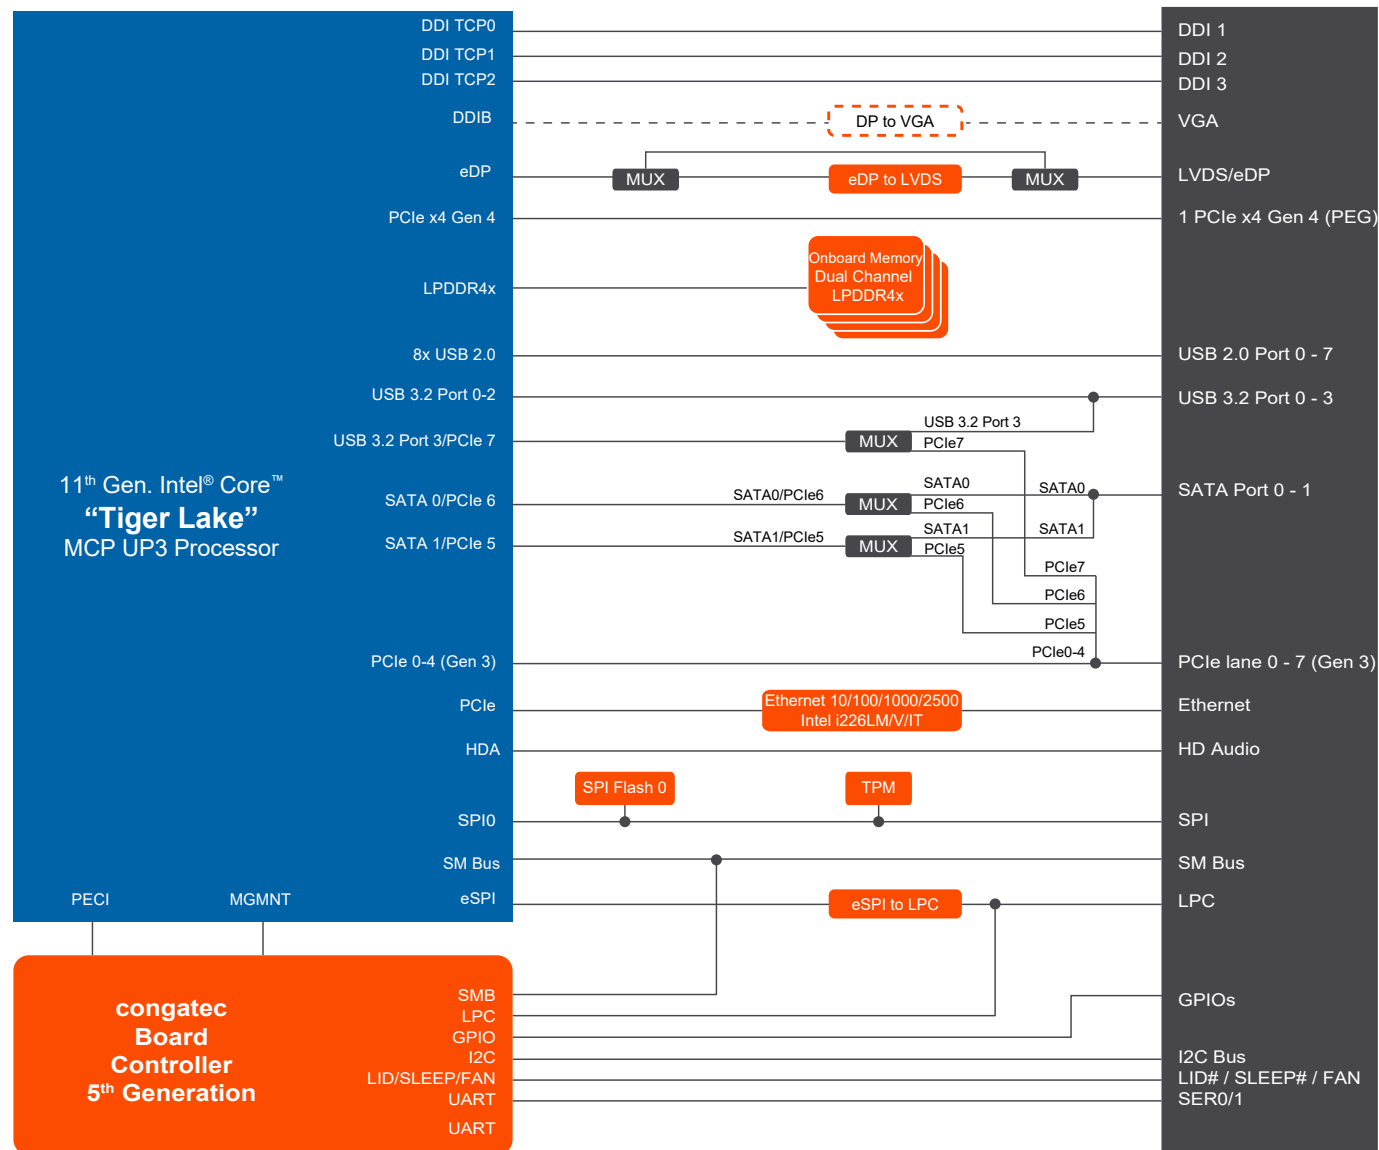 DDI TCP0
DDI TCP1
DDI TCP2
DDIB
eDP
PCIe x4 Gen 4
LPDDR4x
8x USB 2.0
USB 3.2 Port 0-2
USB 3.2 Port 3/PCIe 7
SATA 0/PCIe 6
SATA 1/PCIe 5
PCIe 0-4 (Gen 3)
PCIe
HDA
SPI0
SM Bus
eSPI
11th Gen. Intel® Core™
“Tiger Lake”
MCP UP3 Processor
PECI
MGMNT
DP to VGA
MUX
eDP to LVDS
MUX
Onboard Memory
Dual Channel
LPDDR4x
MUX
USB 3.2 Port 3
PCIe7
SATA0/PCIe6
MUX
SATA0
PCIe6
SATA0
SATA1/PCIe5
MUX
SATA1
PCIe5
SATA1
PCIe7
PCIe6
PCIe5
PCIe0-4
Ethernet 10/100/1000/2500
Intel i226LM/V/IT
SPI Flash 0
TPM
eSPI to LPC
congatec
Board
Controller
5th Generation
SMB
LPC
GPIO
I2C
LID/SLEEP/FAN
UART
UART
DDI 1
DDI 2
DDI 3
VGA
LVDS/eDP
1 PCIe x4 Gen 4 (PEG)
USB 2.0 Port 0 - 7
USB 3.2 Port 0 - 3
SATA Port 0 - 1
PCIe lane 0 - 7 (Gen 3)
Ethernet
HD Audio
SPI
SM Bus
LPC
GPIOs
I2C Bus
LID# / SLEEP# / FAN
SER0/1